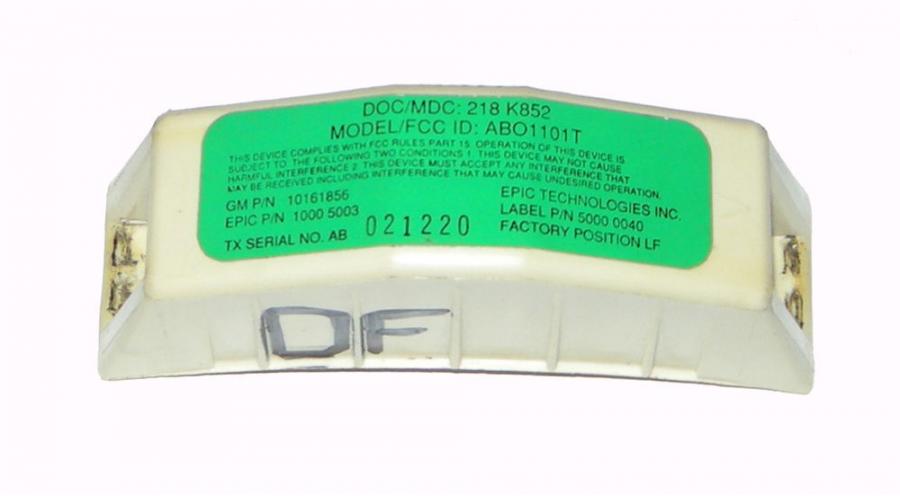 DOC/MDC: 218 K852
MODEL/FCC ID: ABO1101T
THIS DEVICE COMPLIES WITH FCC RULES PART 15. OPERATION OF THIS DEVICE IS
SUBJECT TO THE FOLLOWING TWO CONDITIONS 1. THIS DEVICE MAY NOT CAUSE
HARMFUL INTERFERENCE 2. THIS DEVICE MUST ACCEPT ANY INTERFERENCE THAT
MAY BE RECEIVED INCLUDING INTERFERENCE THAT MAY CAUSE UNDESIRED OPERATION.
GM P/N 10161856
EPIC P/N 1000 5003
TX SERIAL NO. AB 021220
EPIC TECHNOLOGIES INC.
LABEL P/N 5000 0040
FACTORY POSITION LF
DF